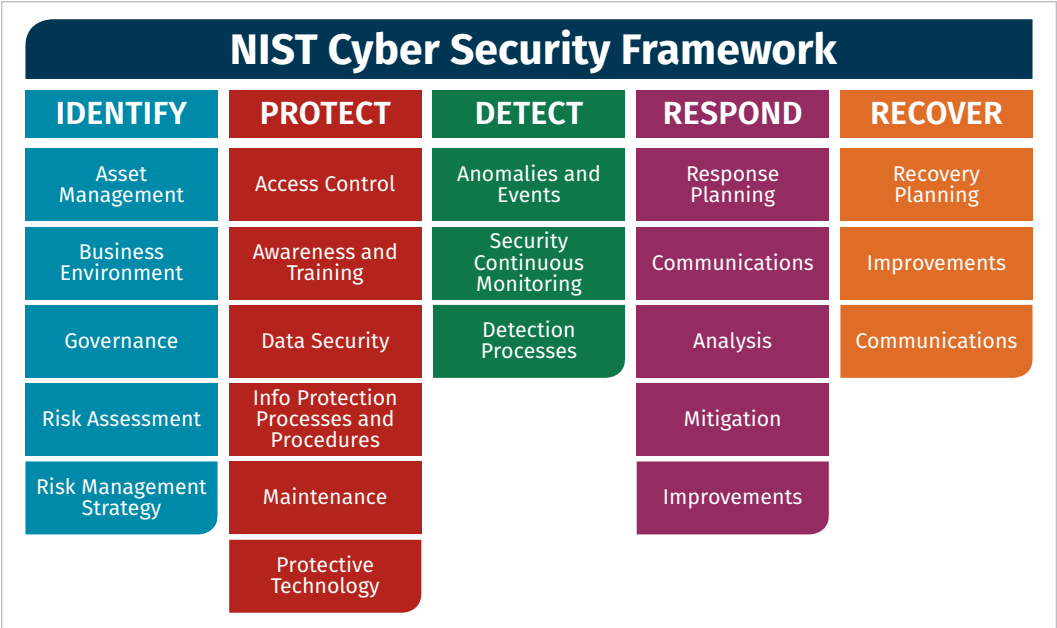 NIST Cyber Security Framework
IDENTIFY
Asset
Management
Business
Environment
Governance
Risk Assessment
Risk Management
Strategy
PROTECT
Access Control
Awareness and
Training
Data Security
Info Protection
Processes and
Procedures
Maintenance
Protective
Technology
DETECT
Anomalies and
Events
Security
Continuous
Monitoring
Detection
Processes
RESPOND
Response
Planning
Communications
Analysis
Mitigation
Improvements
RECOVER
Recovery
Planning
Improvements
Communications